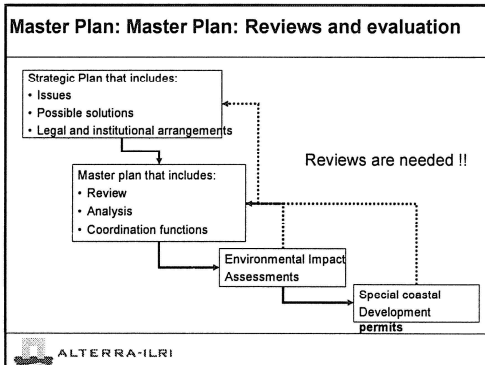 Master Plan: Master Plan: Reviews and evaluation
Strategic Plan that includes:
• Issues
• Possible solutions
• Legal and institutional arrangements
Reviews are needed !!
Master plan that includes:
• Review
• Analysis
• Coordination functions
Environmental Impact
Assessments
Special coastal
Development
permits
ALTERRA-ILRI